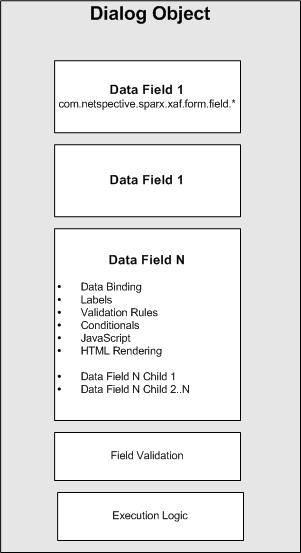 Dialog Object
Data Field 1
com.netspective.sparx.xaf.form.field.*
Data Field 1
Data Field N
• Data Binding
• Labels
• Validation Rules
• Conditionals
• JavaScript
• HTML Rendering
• Data Field N Child 1
• Data Field N Child 2..N
Field Validation
Execution Logic